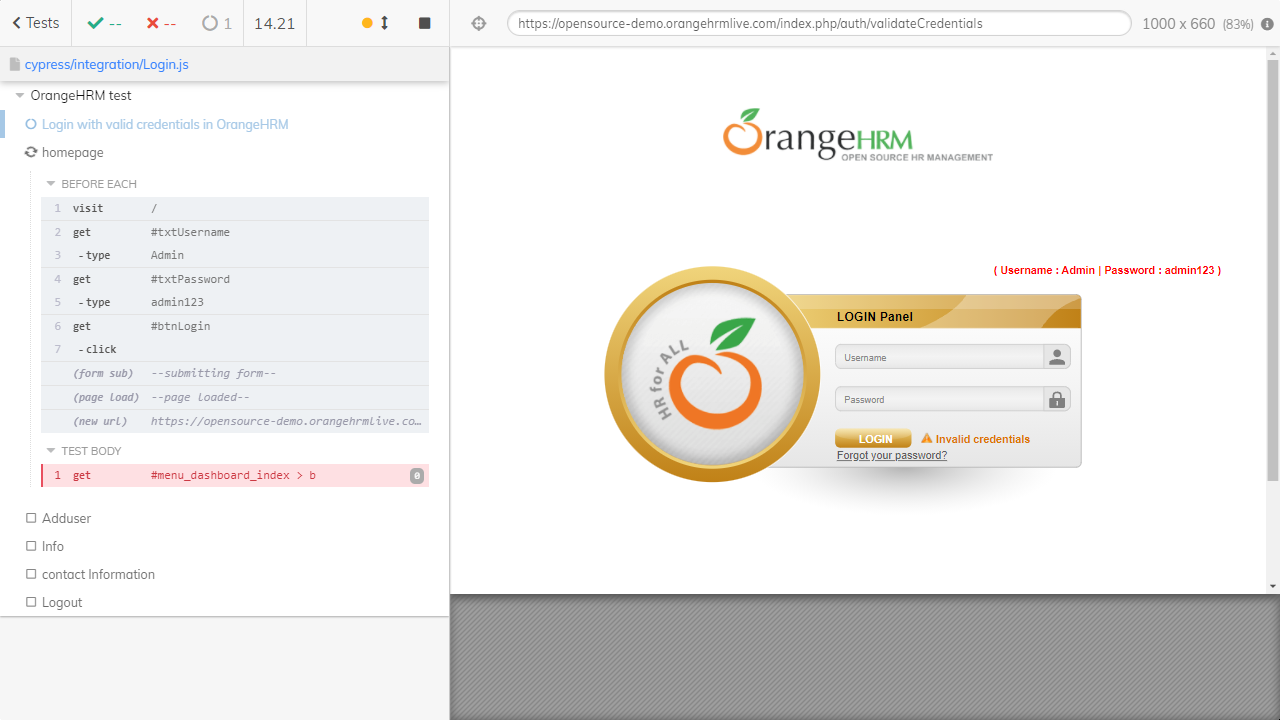 Tests
--
--
1
14.21
https://opensource-demo.orangehrmlive.com/index.php/auth/validateCredentials
1000 x 660 (83%)
cypress/integration/Login.js
OrangeHRM test
Login with valid credentials in OrangeHRM
homepage
BEFORE EACH
1 visit /
2 get #txtUsername
3 -type Admin
4 get #txtPassword
5 -type admin123
6 get #btnLogin
7 -click
(form sub) --submitting form--
(page load) --page loaded--
(new url) https://opensource-demo.orangehrmlive.co…
TEST BODY
1 get #menu_dashboard_index > b 0
Adduser
Info
contact Information
Logout
OrangeHRM
OPEN SOURCE HR MANAGEMENT
( Username : Admin | Password : admin123 )
HR for ALL
LOGIN Panel
Username
Password
LOGIN Invalid credentials
Forgot your password?